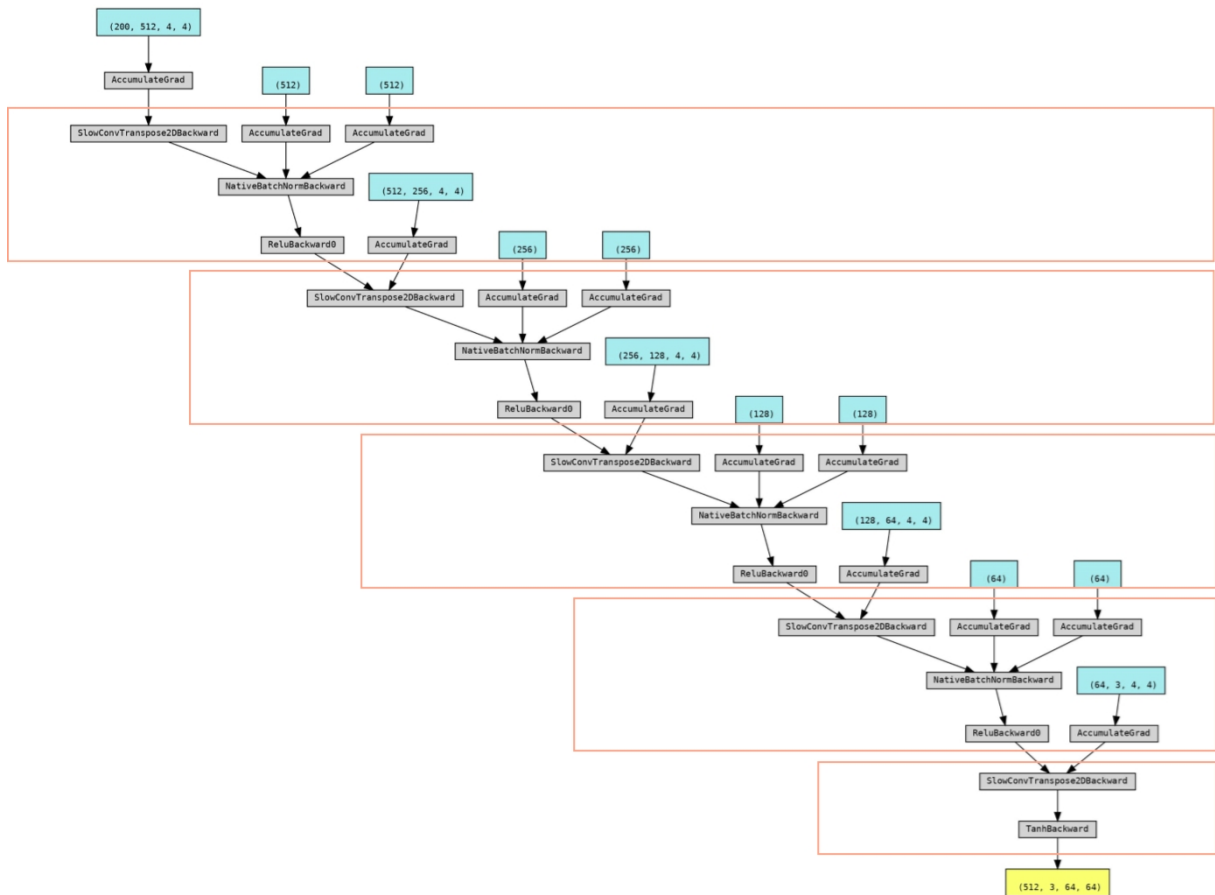 (200, 512, 4, 4)
AccumulateGrad
(512)
(512)
SlowConvTranspose2DBackward
AccumulateGrad
AccumulateGrad
NativeBatchNormBackward
(512, 256, 4, 4)
ReluBackward0
AccumulateGrad
(256)
(256)
SlowConvTranspose2DBackward
AccumulateGrad
AccumulateGrad
NativeBatchNormBackward
(256, 128, 4, 4)
ReluBackward0
AccumulateGrad
(128)
(128)
SlowConvTranspose2DBackward
AccumulateGrad
AccumulateGrad
NativeBatchNormBackward
(128, 64, 4, 4)
ReluBackward0
AccumulateGrad
(64)
(64)
SlowConvTranspose2DBackward
AccumulateGrad
AccumulateGrad
NativeBatchNormBackward
(64, 3, 4, 4)
ReluBackward0
AccumulateGrad
SlowConvTranspose2DBackward
TanhBackward
(512, 3, 64, 64)